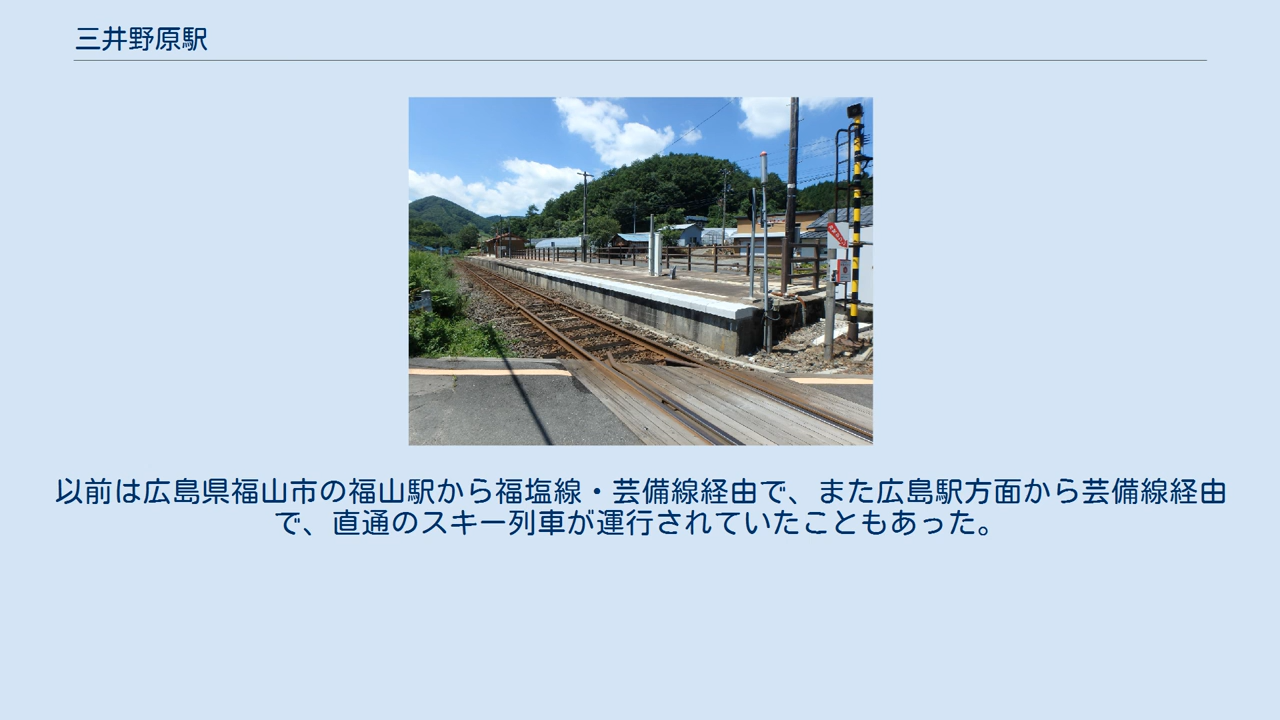 三井野原駅
以前は広島県福山市の福山駅から福塩線・芸備線経由で、また広島駅方面から芸備線経由
で、直通のスキー列車が運行されていたこともあった。